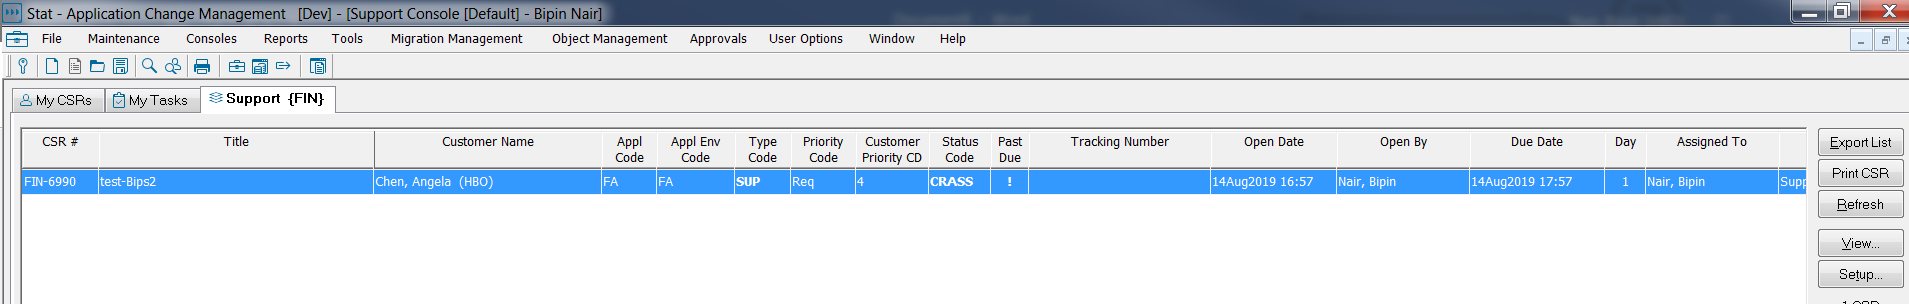 Stat - Application Change Management [Dev] - [Support Console [Default] - Bipin Nair]
File Maintenance Consoles Reports Tools Migration Management Object Management Approvals User Options Window Help
My CSRs My Tasks Support {FIN}
CSR # Title Customer Name Appl Code Appl Env Code Type Code Priority Code Customer Priority CD Status Code Past Due Tracking Number Open Date Open By Due Date Day Assigned To
FIN-6990 test-Bips2 Chen, Angela (HBO) FA FA SUP Req 4 CRASS ! 14Aug2019 16:57 Nair, Bipin 14Aug2019 17:57 1 Nair, Bipin Supp
Export List
Print CSR
Refresh
View...
Setup...